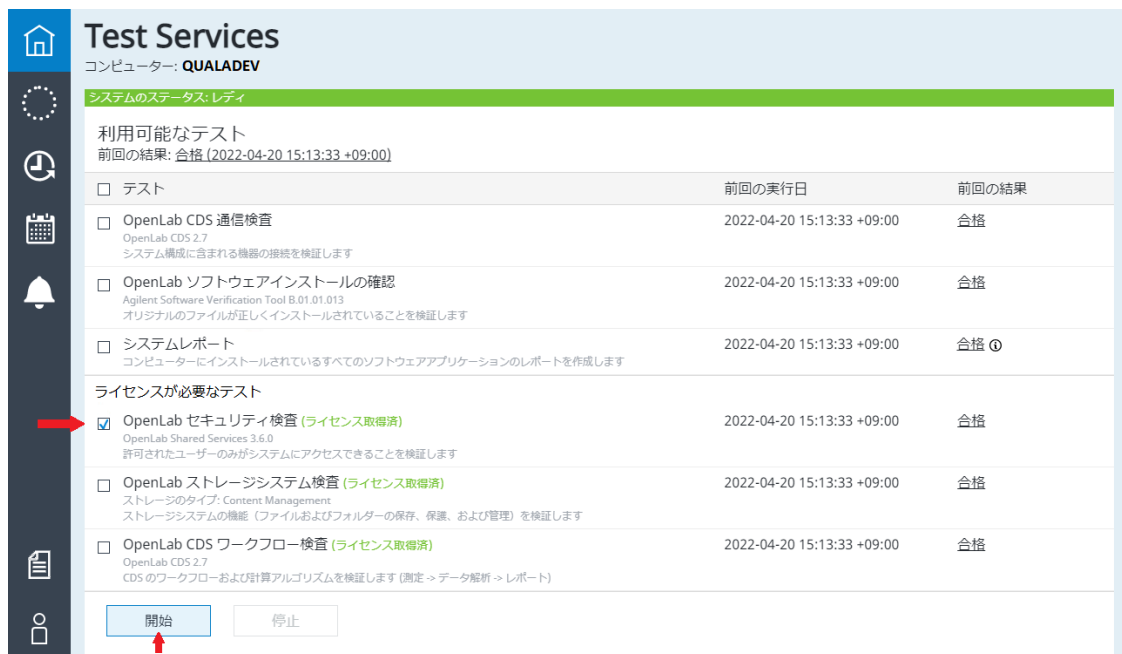 Test Services
コンピューター: QUALADEV
システムのステータス: レディ
利用可能なテスト
前回の結果: 合格 (2022-04-20 15:13:33 +09:00)
テスト 前回の実行日 前回の結果
OpenLab CDS 通信検査 2022-04-20 15:13:33 +09:00 合格
OpenLab CDS 2.7
システム構成に含まれる機器の接続を検証します
OpenLab ソフトウェアインストールの確認 2022-04-20 15:13:33 +09:00 合格
Agilent Software Verification Tool B.01.01.013
オリジナルのファイルが正しくインストールされていることを検証します
システムレポート 2022-04-20 15:13:33 +09:00 合格
コンピューターにインストールされているすべてのソフトウェアアプリケーションのレポートを作成します
ライセンスが必要なテスト
OpenLab セキュリティ検査 (ライセンス取得済) 2022-04-20 15:13:33 +09:00 合格
OpenLab Shared Services 3.6.0
許可されたユーザーのみがシステムにアクセスできることを検証します
OpenLab ストレージシステム検査 (ライセンス取得済) 2022-04-20 15:13:33 +09:00 合格
ストレージのタイプ: Content Management
ストレージシステムの機能（ファイルおよびフォルダーの保存、保護、および管理）を検証します
OpenLab CDS ワークフロー検査 (ライセンス取得済) 2022-04-20 15:13:33 +09:00 合格
OpenLab CDS 2.7
CDS のワークフローおよび計算アルゴリズムを検証します (測定 -> データ解析 -> レポート)
開始 停止